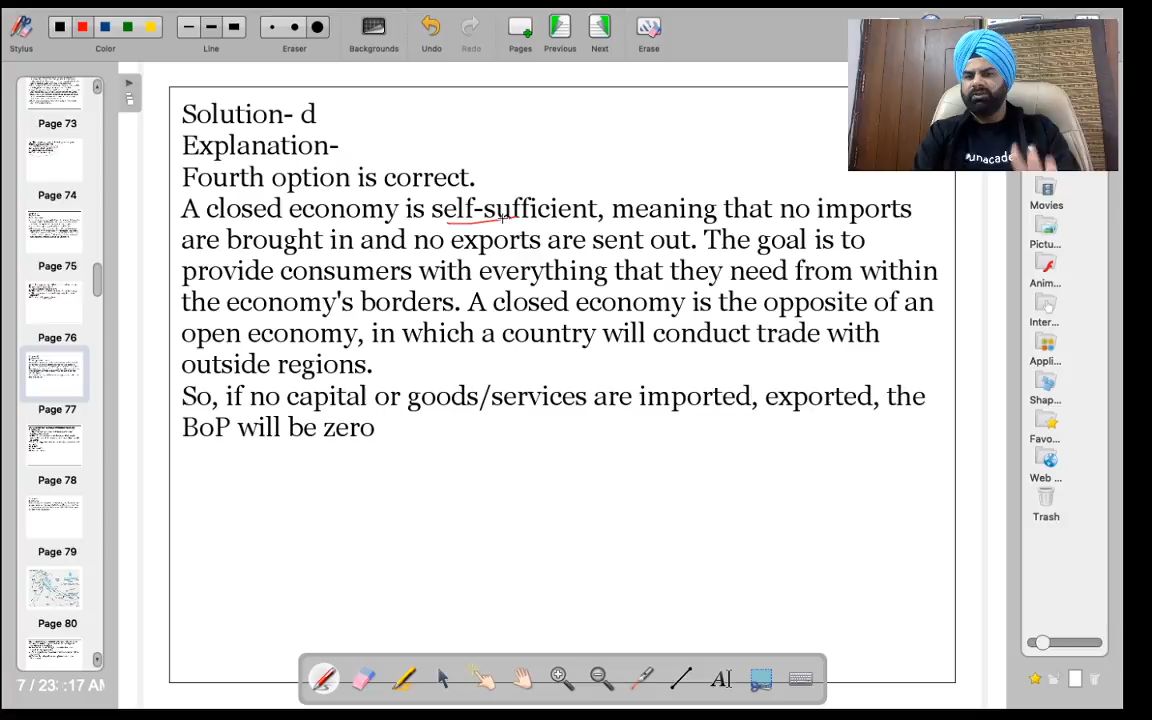 Stylus
Color
Line
Eraser
Backgrounds
Undo
Redo
Pages
Previous
Next
Erase
Page 73
Page 74
Page 75
Page 76
Page 77
Page 78
Page 79
Page 80
7 / 23
:17 AM
Solution- d
Explanation-
Fourth option is correct.
A closed economy is self-sufficient, meaning that no imports
are brought in and no exports are sent out. The goal is to
provide consumers with everything that they need from within
the economy's borders. A closed economy is the opposite of an
open economy, in which a country will conduct trade with
outside regions.
So, if no capital or goods/services are imported, exported, the
BoP will be zero
unacade
Movies
Pictu...
Anim...
Inter...
Appli...
Shap...
Favo...
Web ...
Trash